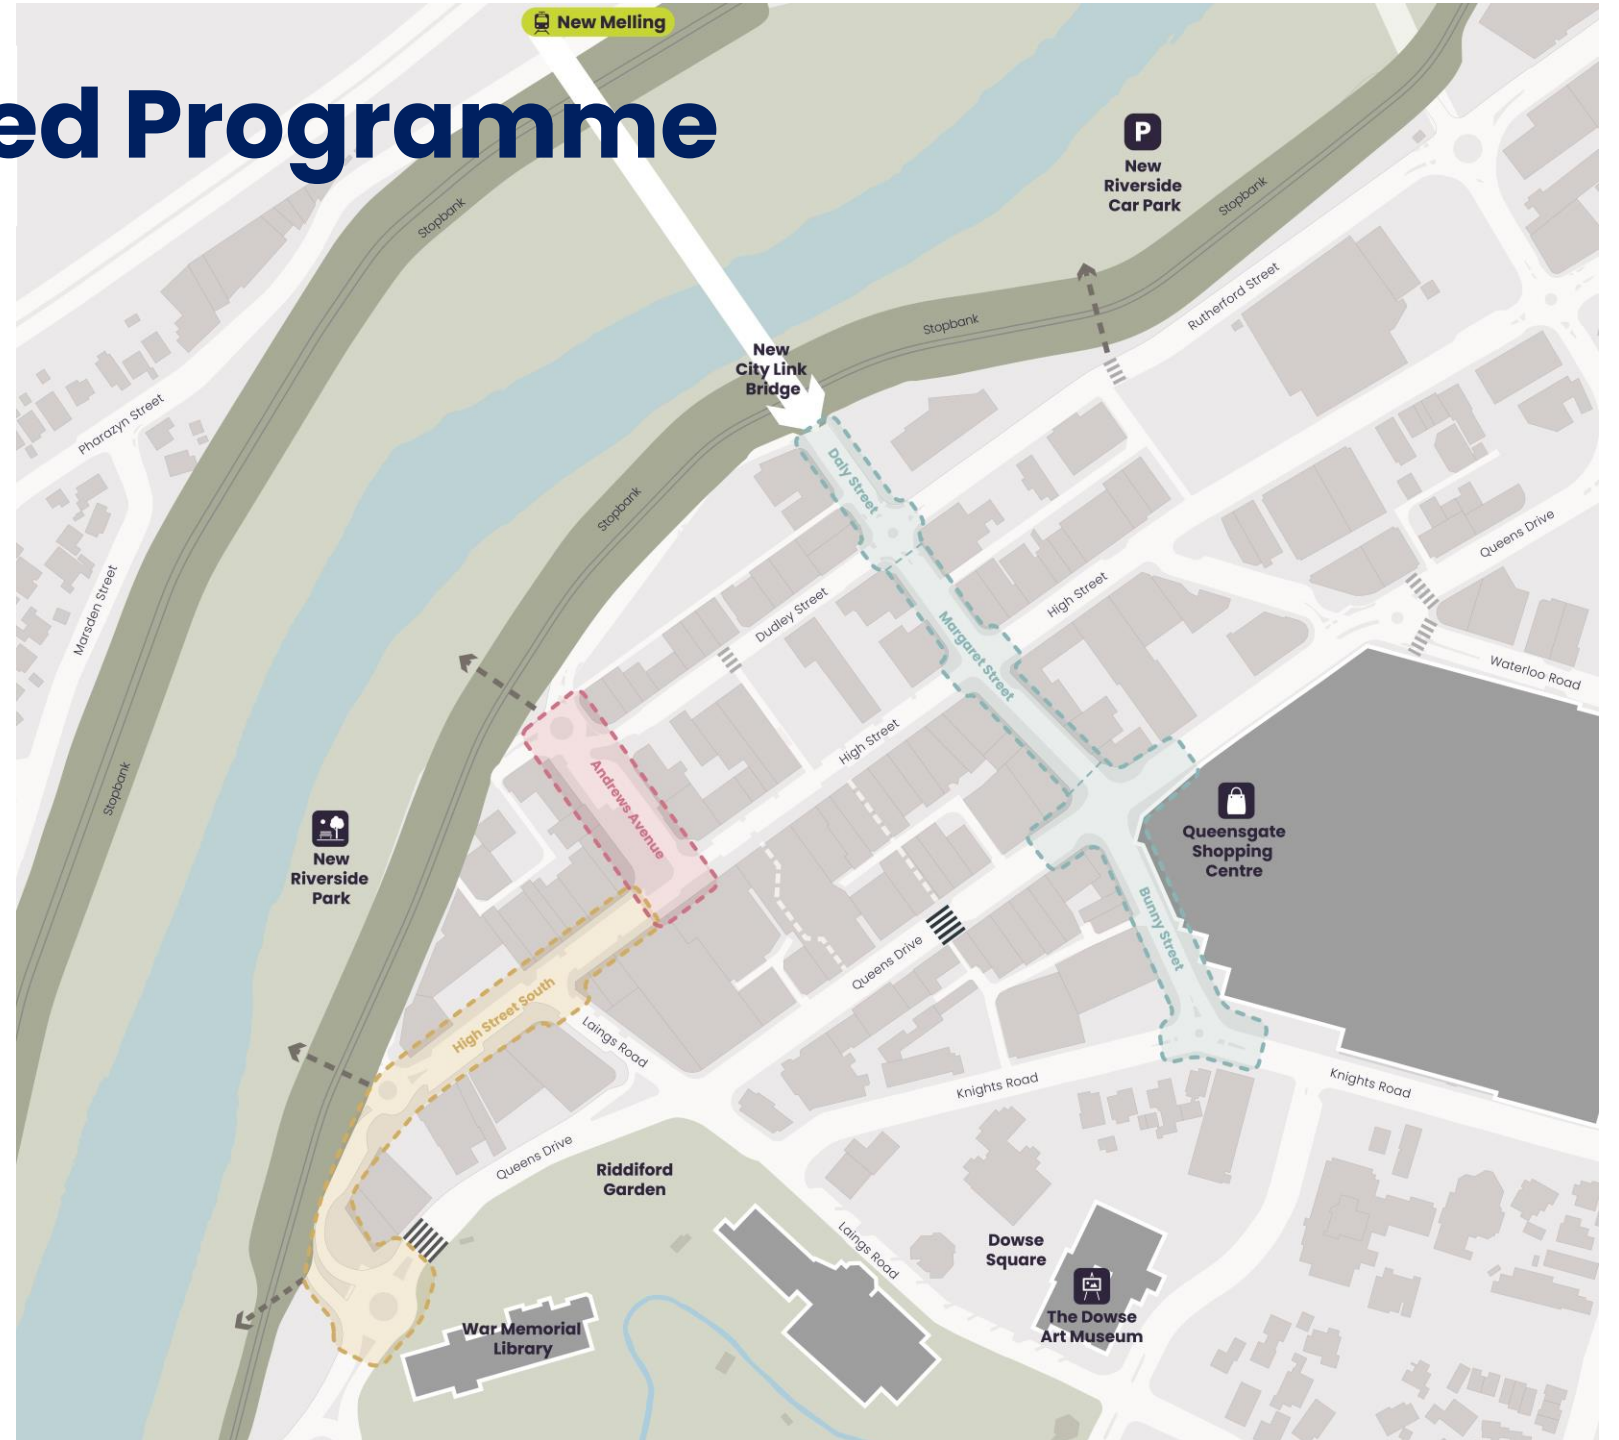 New Melling
ed Programme
P
New
Riverside
Car Park
Stopbank
Stopbank
Rutherford Street
Stopbank
New
City Link
Bridge
Pharazyn Street
Daly Street
Stopbank
Queens Drive
Marsden Street
Dudley Street
High Street
Margaret Street
Waterloo Road
High Street
Stopbank
Andrews Avenue
New
Riverside
Park
Queensgate
Shopping
Centre
Bunny Street
Queens Drive
High Street South
Laings Road
Knights Road
Knights Road
Queens Drive
Riddiford
Garden
Laings Road
Dowse
Square
The Dowse
Art Museum
War Memorial
Library